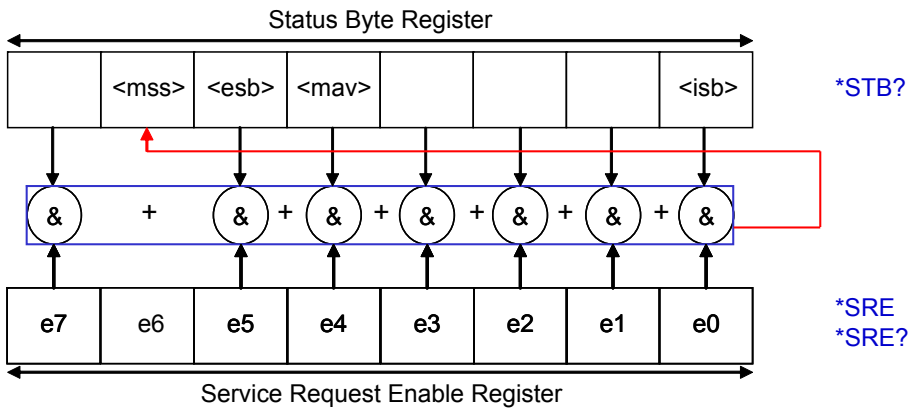 Status Byte Register
<mss> <esb> <mav> <isb> *STB?
& + & + & + & + & + & + &
e7 e6 e5 e4 e3 e2 e1 e0 *SRE
*SRE?
Service Request Enable Register